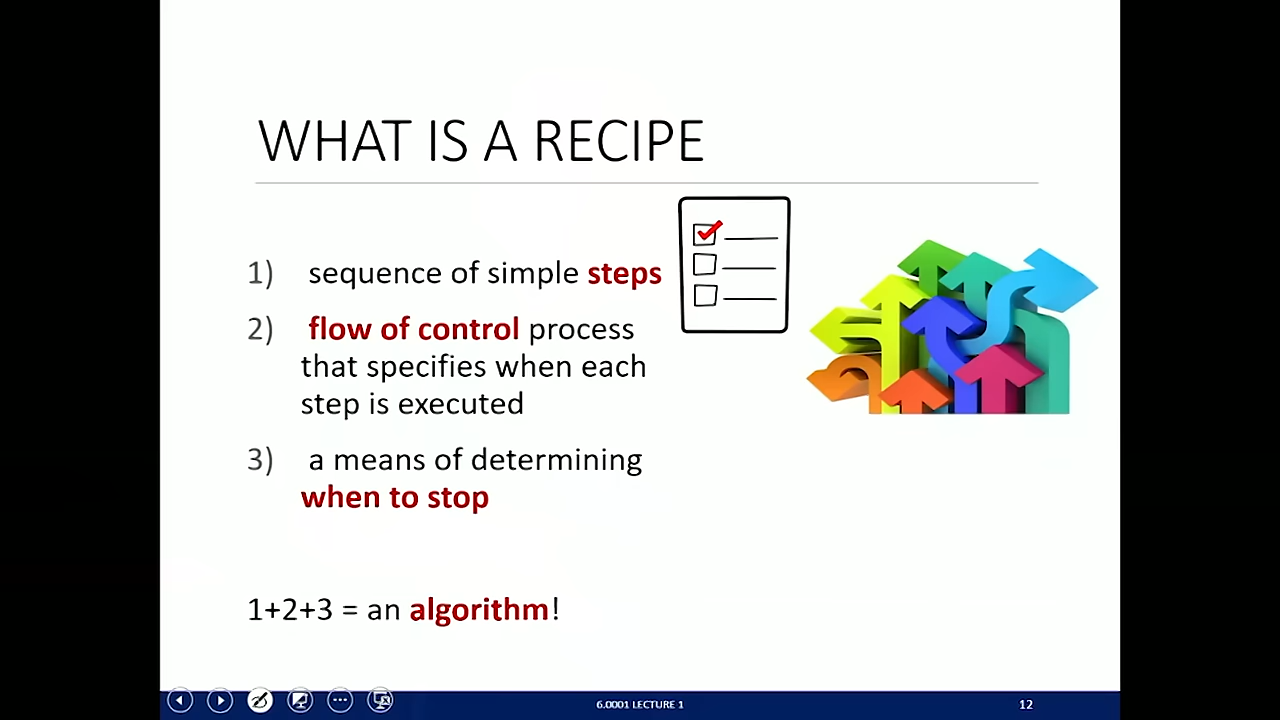 WHAT IS A RECIPE
1) sequence of simple steps
2) flow of control process
that specifies when each
step is executed
3) a means of determining
when to stop
1+2+3 = an algorithm!
6.0001 LECTURE 1
12